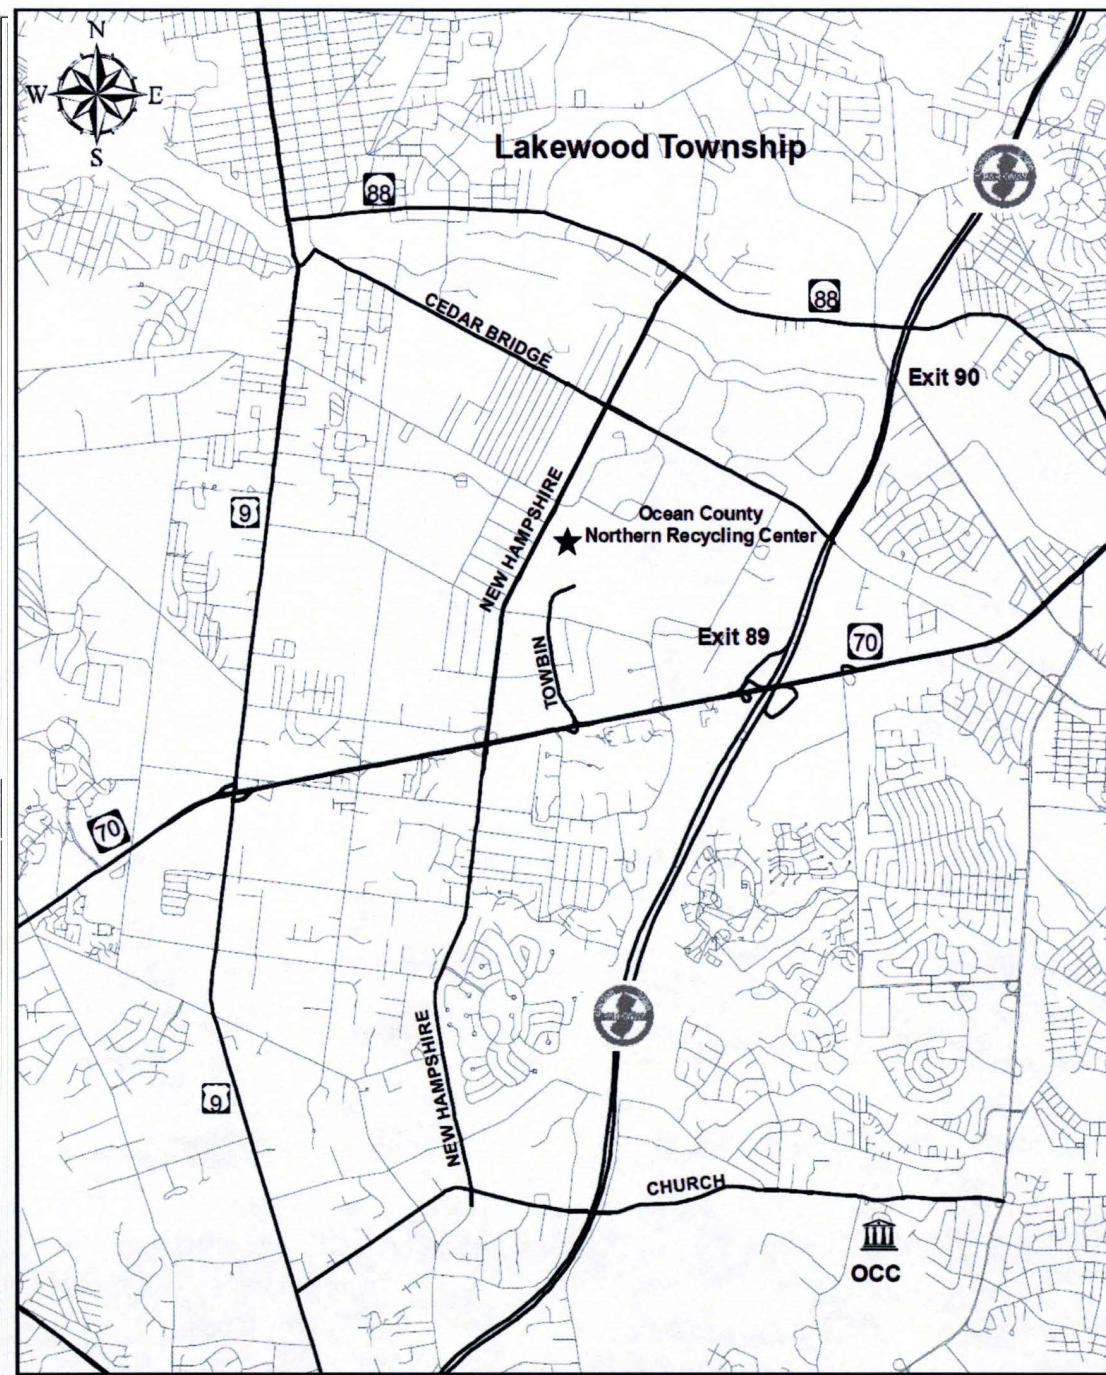 N
W E
S
Lakewood Township
88
88
CEDAR BRIDGE
Exit 90
9
NEW HAMPSHIRE
Ocean County
Northern Recycling Center
TOWBIN
Exit 89
70
70
9
NEW HAMPSHIRE
CHURCH
OCC